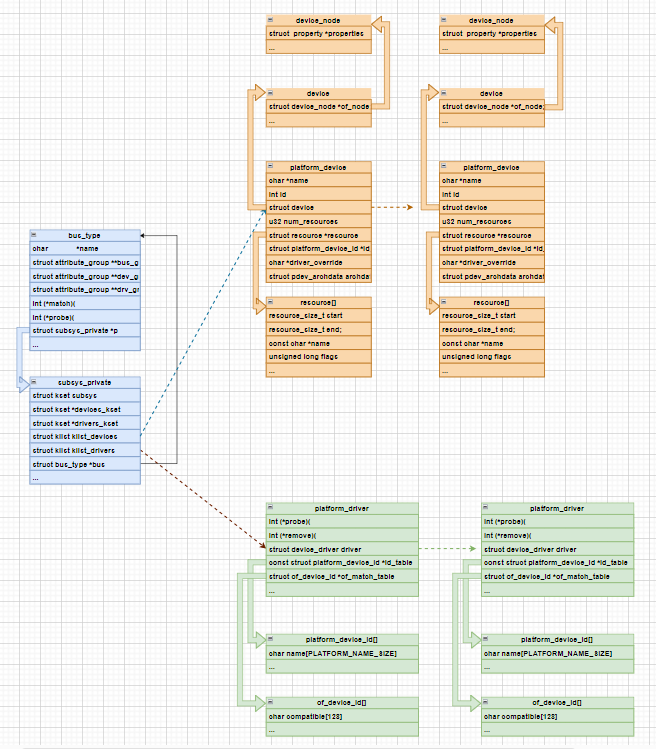 device_node
struct property *properties
...
device_node
struct property *properties
...
device
struct device_node *of_node
...
device
struct device_node *of_node;
...
platform_device
char *name
int id
struct device
u32 num_resources
struct resource *resource
struct platform_device_id *id_
char *driver_override
struct pdev_archdata archdat
platform_device
char *name
int id
struct device
u32 num_resources
struct resource *resource
struct platform_device_id *id_
char *driver_override
struct pdev_archdata archdat
bus_type
char *name
struct attribute_group **bus_g
struct attribute_group **dev_g
struct attribute_group **drv_gr
int (*match)(
int (*probe)(
struct subsys_private *p
...
resource[]
resource_size_t start
resource_size_t end;
const char *name
unsigned long flags
...
resource[]
resource_size_t start
resource_size_t end;
const char *name
unsigned long flags
...
subsys_private
struct kset subsys
struct kset *devices_kset
struct kset *drivers_kset
struct klist klist_devices
struct klist klist_drivers
struct bus_type *bus
...
platform_driver
int (*probe)(
int (*remove)(
struct device_driver driver
const struct platform_device_id *id_table
struct of_device_id *of_match_table
...
platform_driver
int (*probe)(
int (*remove)(
struct device_driver driver
const struct platform_device_id *id_table
struct of_device_id *of_match_table
...
platform_device_id[]
char name[PLATFORM_NAME_SIZE]
...
platform_device_id[]
char name[PLATFORM_NAME_SIZE]
...
of_device_id[]
char compatible[128]
...
of_device_id[]
char compatible[128]
...